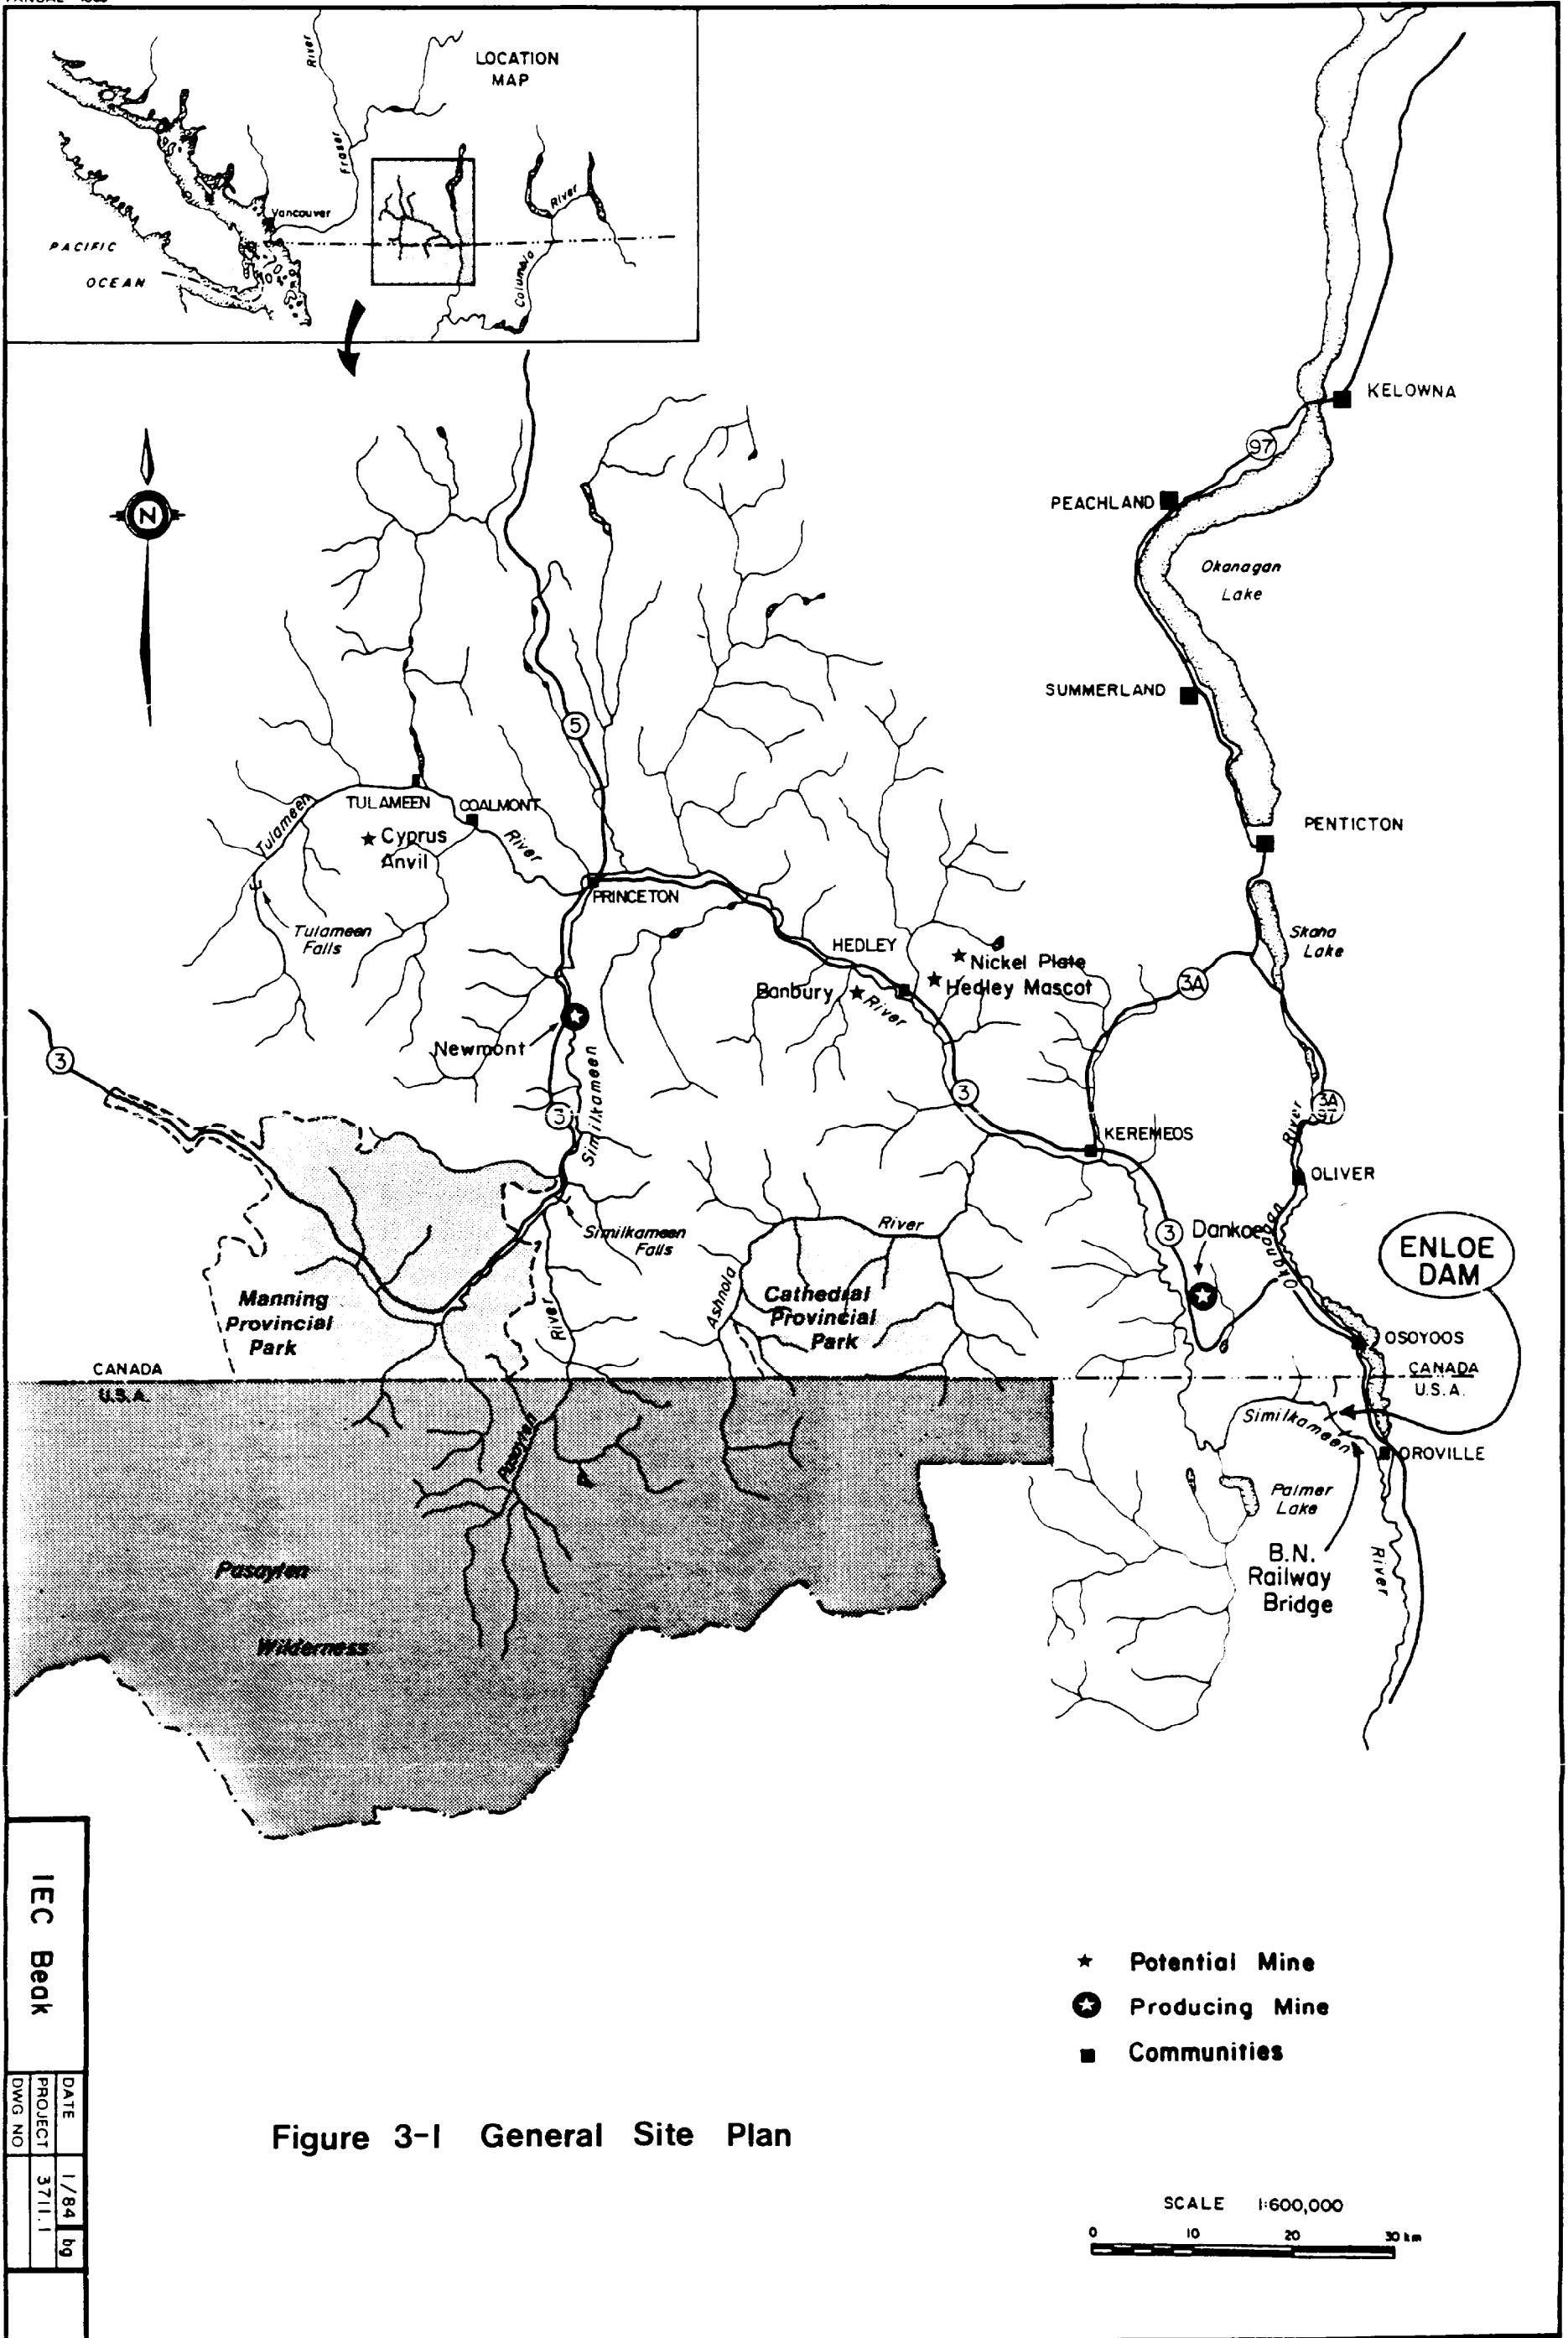 LOCATION
MAP
River
Fraser
Vancouver
River
Columbia
PACIFIC
OCEAN
N
KELOWNA
97
PEACHLAND
Okanagan
Lake
SUMMERLAND
5
PENTICTON
TULAMEEN
COALMONT
Tulameen
River
Cyprus
Anvil
PRINCETON
Tulameen
Falls
Skaha
Lake
HEDLEY
Nickel Plate
Hedley Mascot
Banbury
River
3A
Newmont
3
Similkameen
3
3
3A
97
River
KEREMEOS
OLIVER
Similkameen
Falls
River
3
Dankoe
Okanagan
ENLOE
DAM
Manning
Provincial
Park
River
Ashnola
Cathedral
Provincial
Park
OSOYOOS
CANADA
U.S.A.
CANADA
U.S.A.
Similkameen
Pasayten
OROVILLE
Palmer
Lake
B.N.
Railway
Bridge
River
Pasayten
Wilderness
Potential Mine
Producing Mine
Communities
IEC Beak
DATE 1/84 bg
PROJECT 3711.1
DWG NO
Figure 3-1 General Site Plan
SCALE 1:600,000
0 10 20 30 km